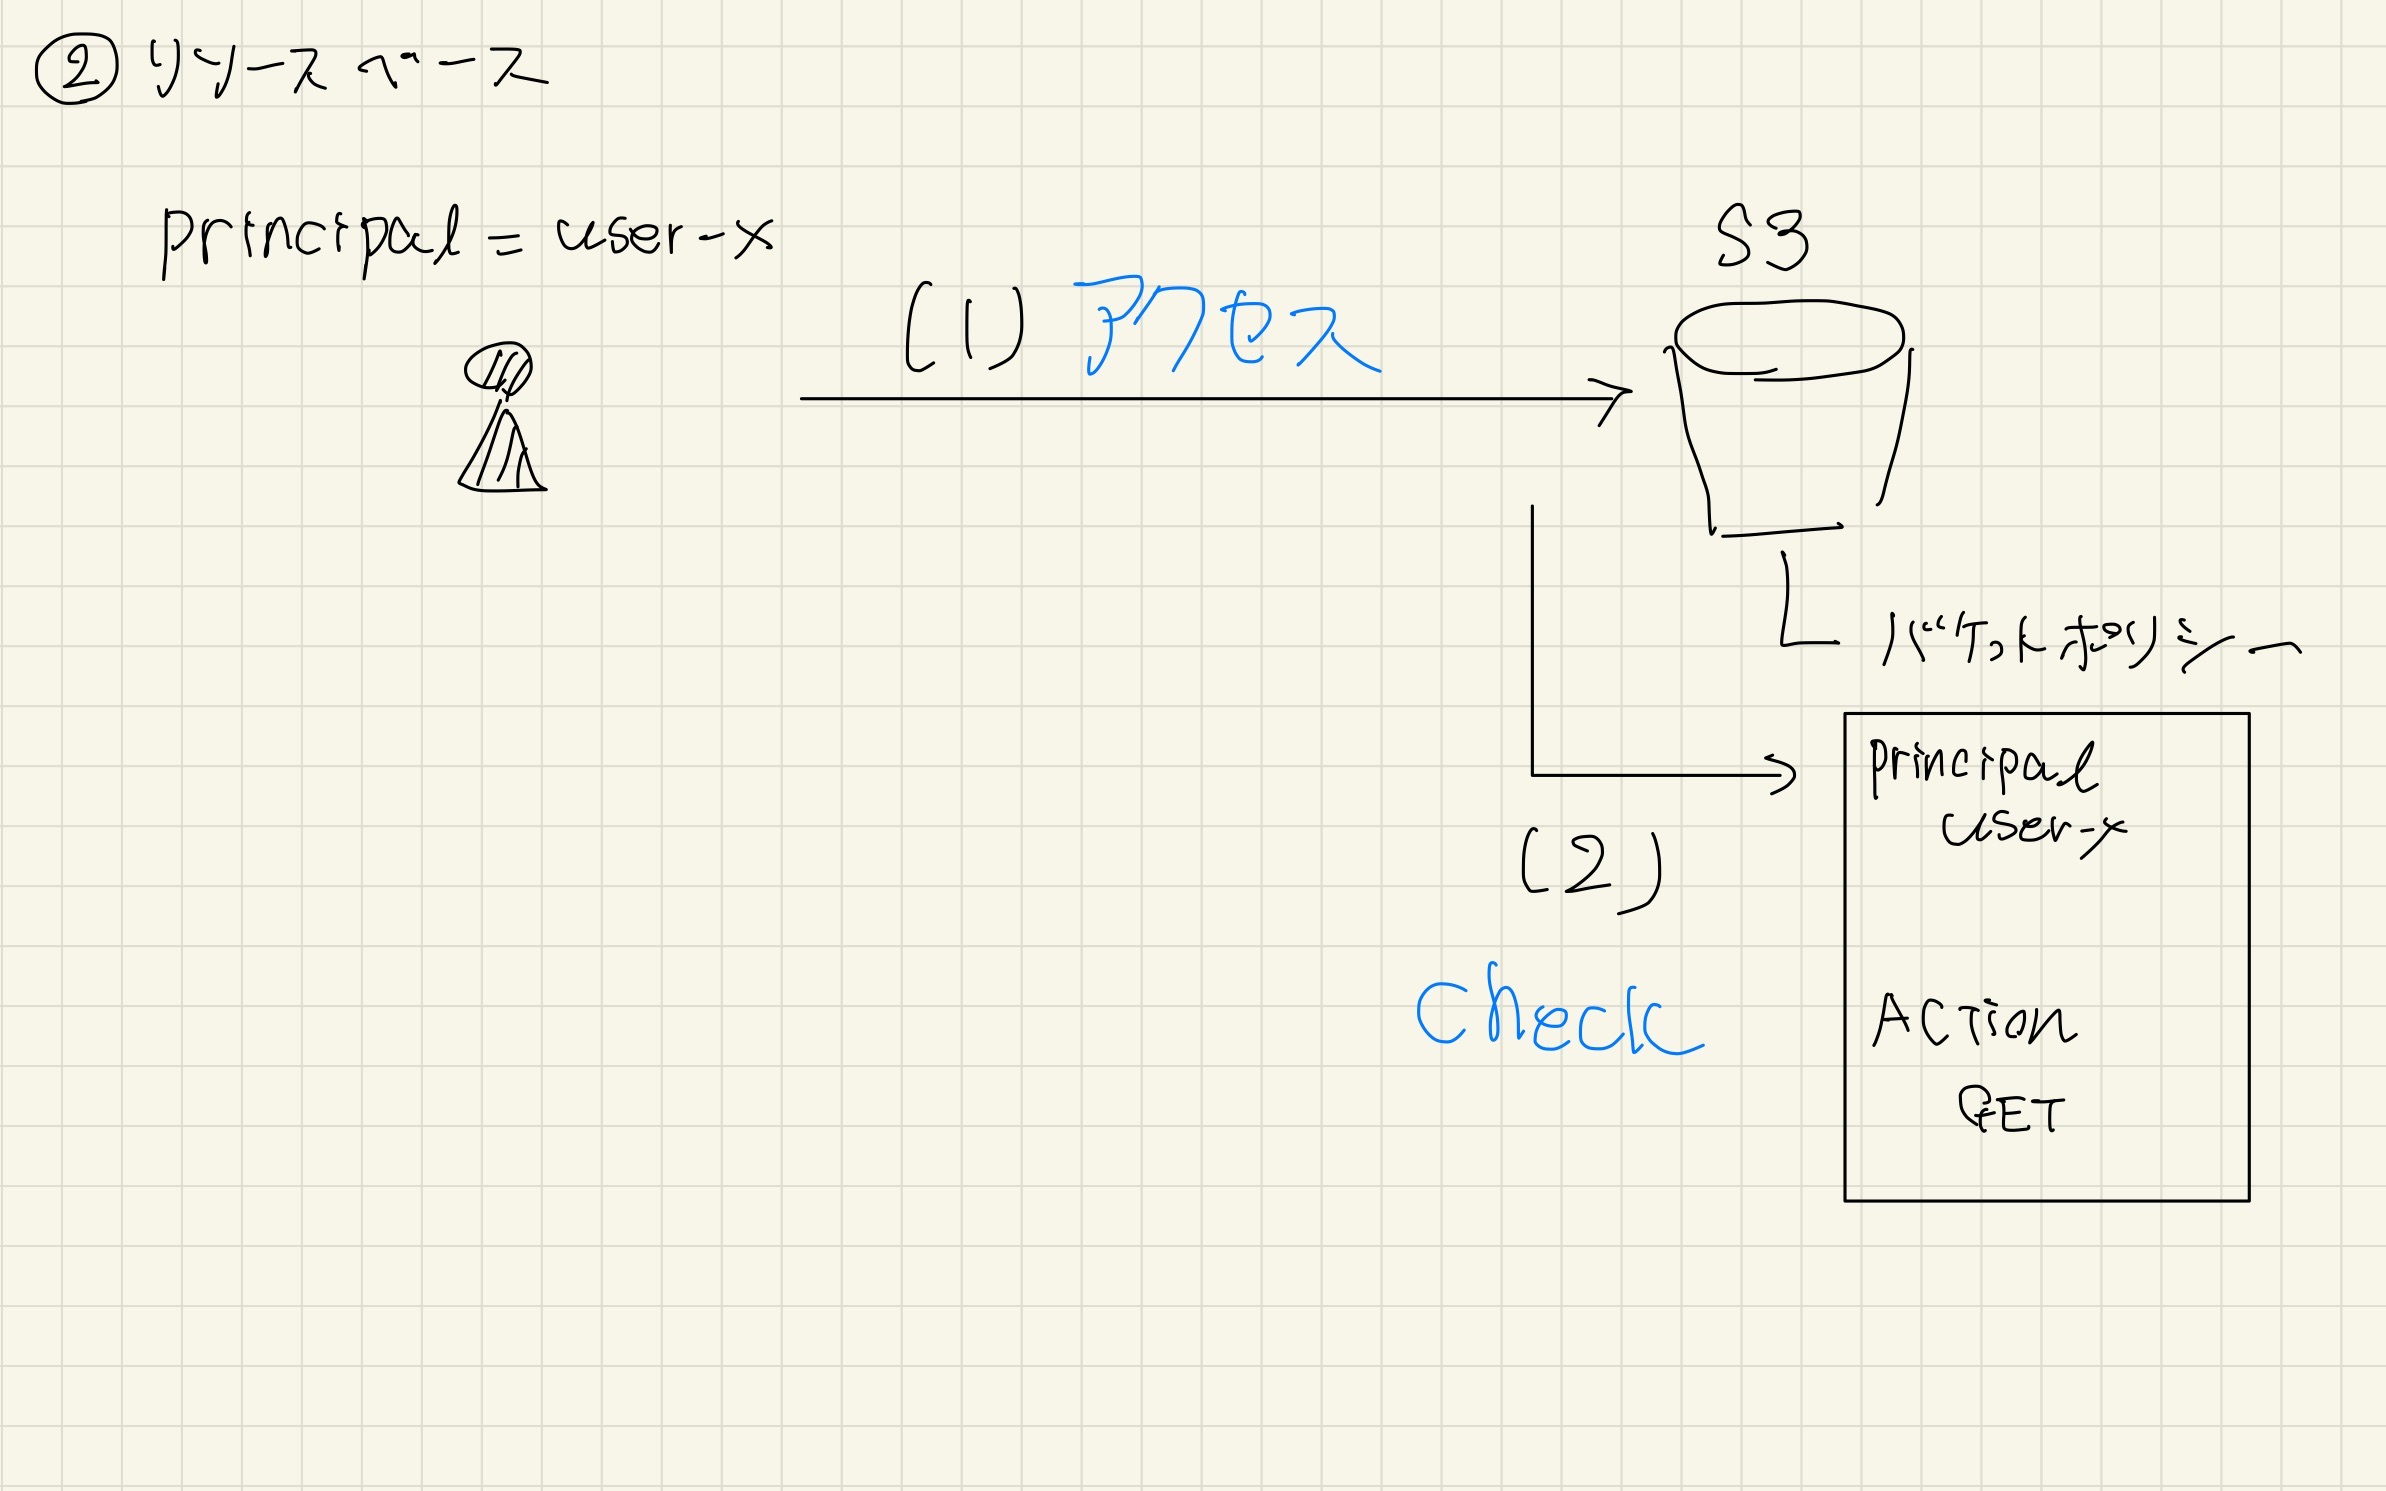 ② リソースベース
principal = user-x
S3
(1) アクセス
バケットポリシー
principal
user-x
(2)
check
Action
GET